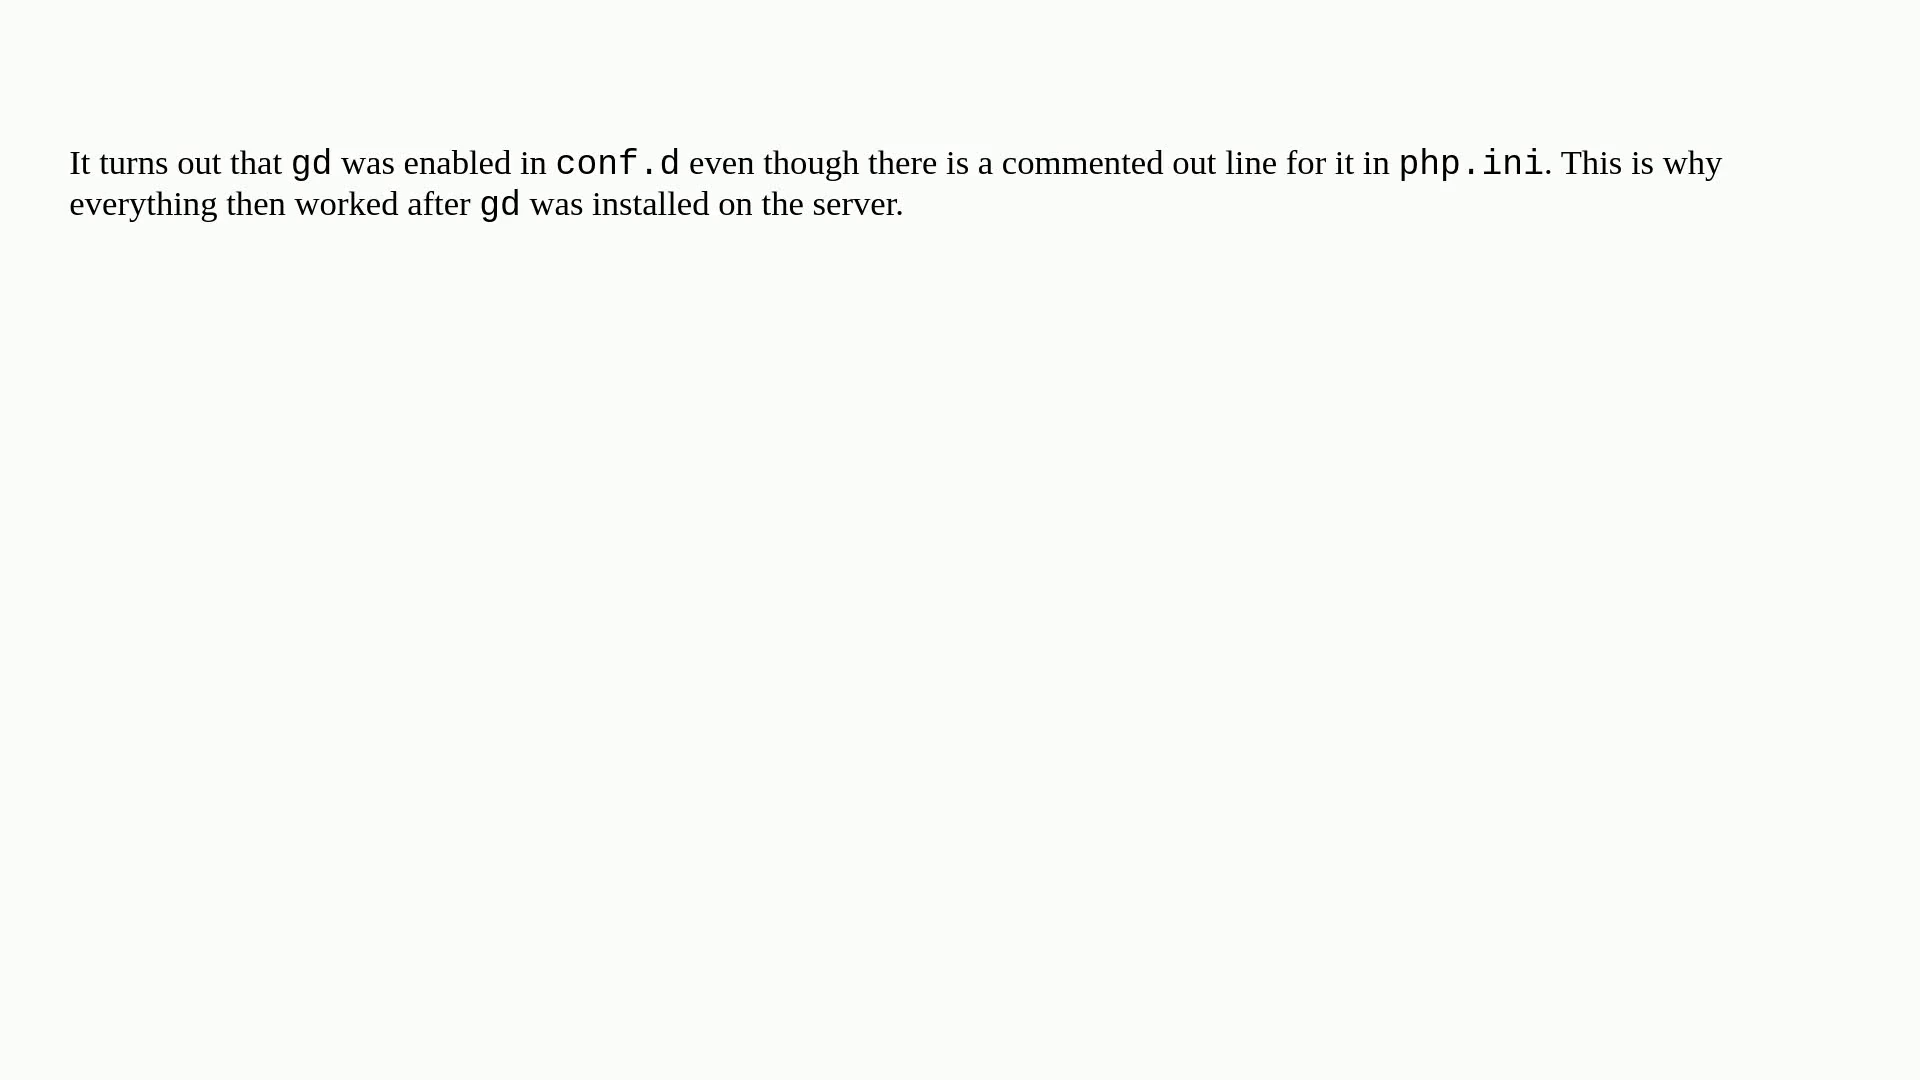 It turns out that gd was enabled in conf.d even though there is a commented out line for it in php.ini. This is why
everything then worked after gd was installed on the server.